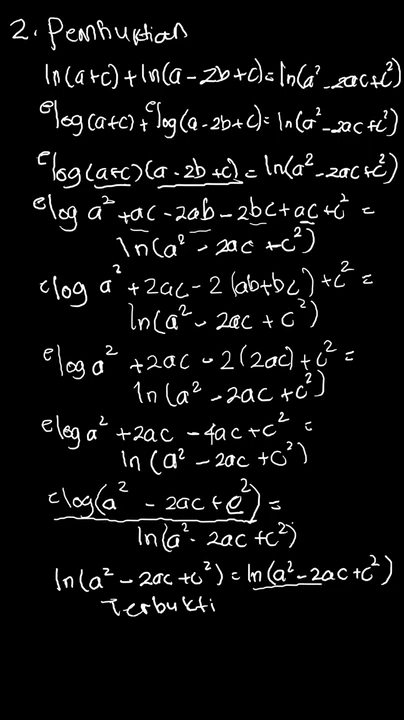 2. Pembuktian
ln(a+c)+ln(a-2b+c)=ln(a²-2ac+c²)
ᵉlog(a+c)+ᵉlog(a-2b+c)=ln(a²-2ac+c²)
ᵉlog(a+c)(a-2b+c)=ln(a²-2ac+c²)
ᵉlog a²+ac-2ab-2bc+ac+c²=
ln(a²-2ac+c²)
ᵉlog a²+2ac-2(ab+bc)+c²=
ln(a²-2ac+c²)
ᵉlog a²+2ac-2(2ac)+c²=
ln(a²-2ac+c²)
ᵉlog a²+2ac-4ac+c²=
ln(a²-2ac+c²)
ᵉlog(a²-2ac+c²)=
ln(a²-2ac+c²)
ln(a²-2ac+c²)=ln(a²-2ac+c²)
Terbukti